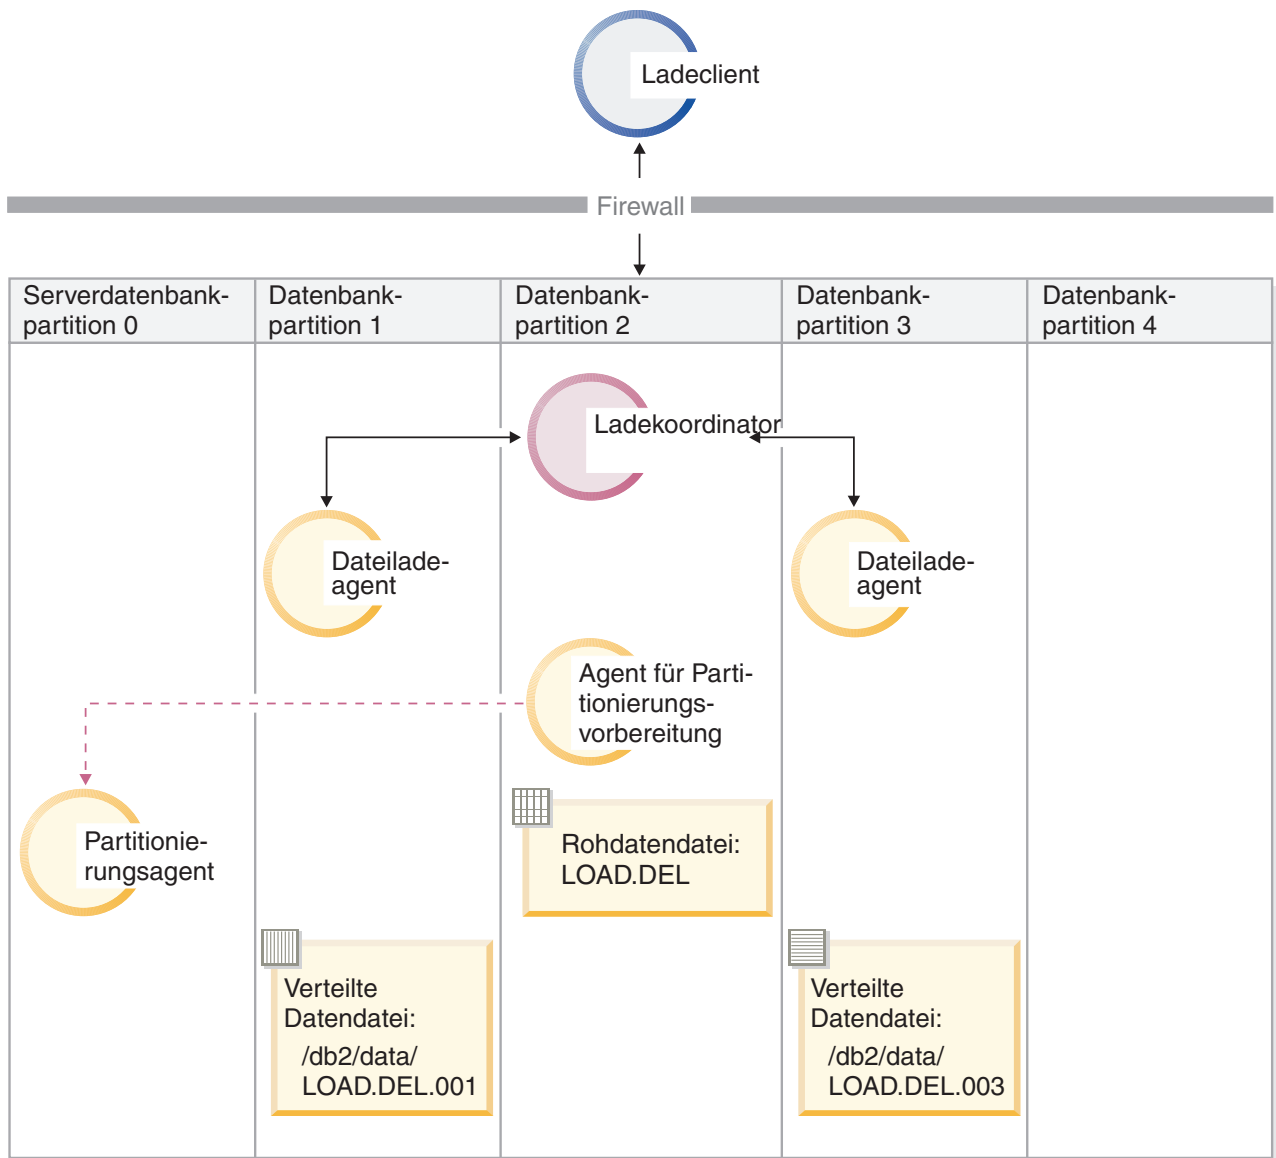 Ladeclient
Firewall
Serverdatenbank-
partition 0
Datenbank-
partition 1
Datenbank-
partition 2
Datenbank-
partition 3
Datenbank-
partition 4
Ladekoordinator
Dateilade-
agent
Dateilade-
agent
Agent für Parti-
tionierungs-
vorbereitung
Partitionie-
rungsagent
Rohdatendatei:
LOAD.DEL
Verteilte
Datendatei:
/db2/data/
LOAD.DEL.001
Verteilte
Datendatei:
/db2/data/
LOAD.DEL.003